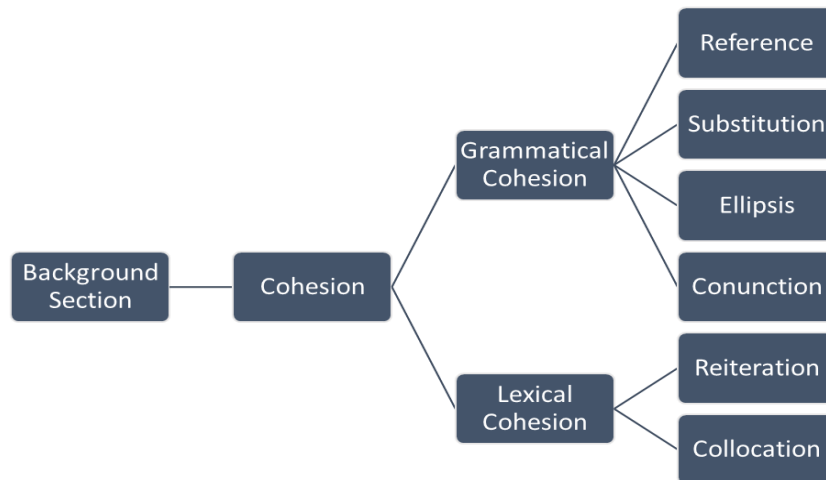 Background
Section
Cohesion
Grammatical
Cohesion
Lexical
Cohesion
Reference
Substitution
Ellipsis
Conunction
Reiteration
Collocation